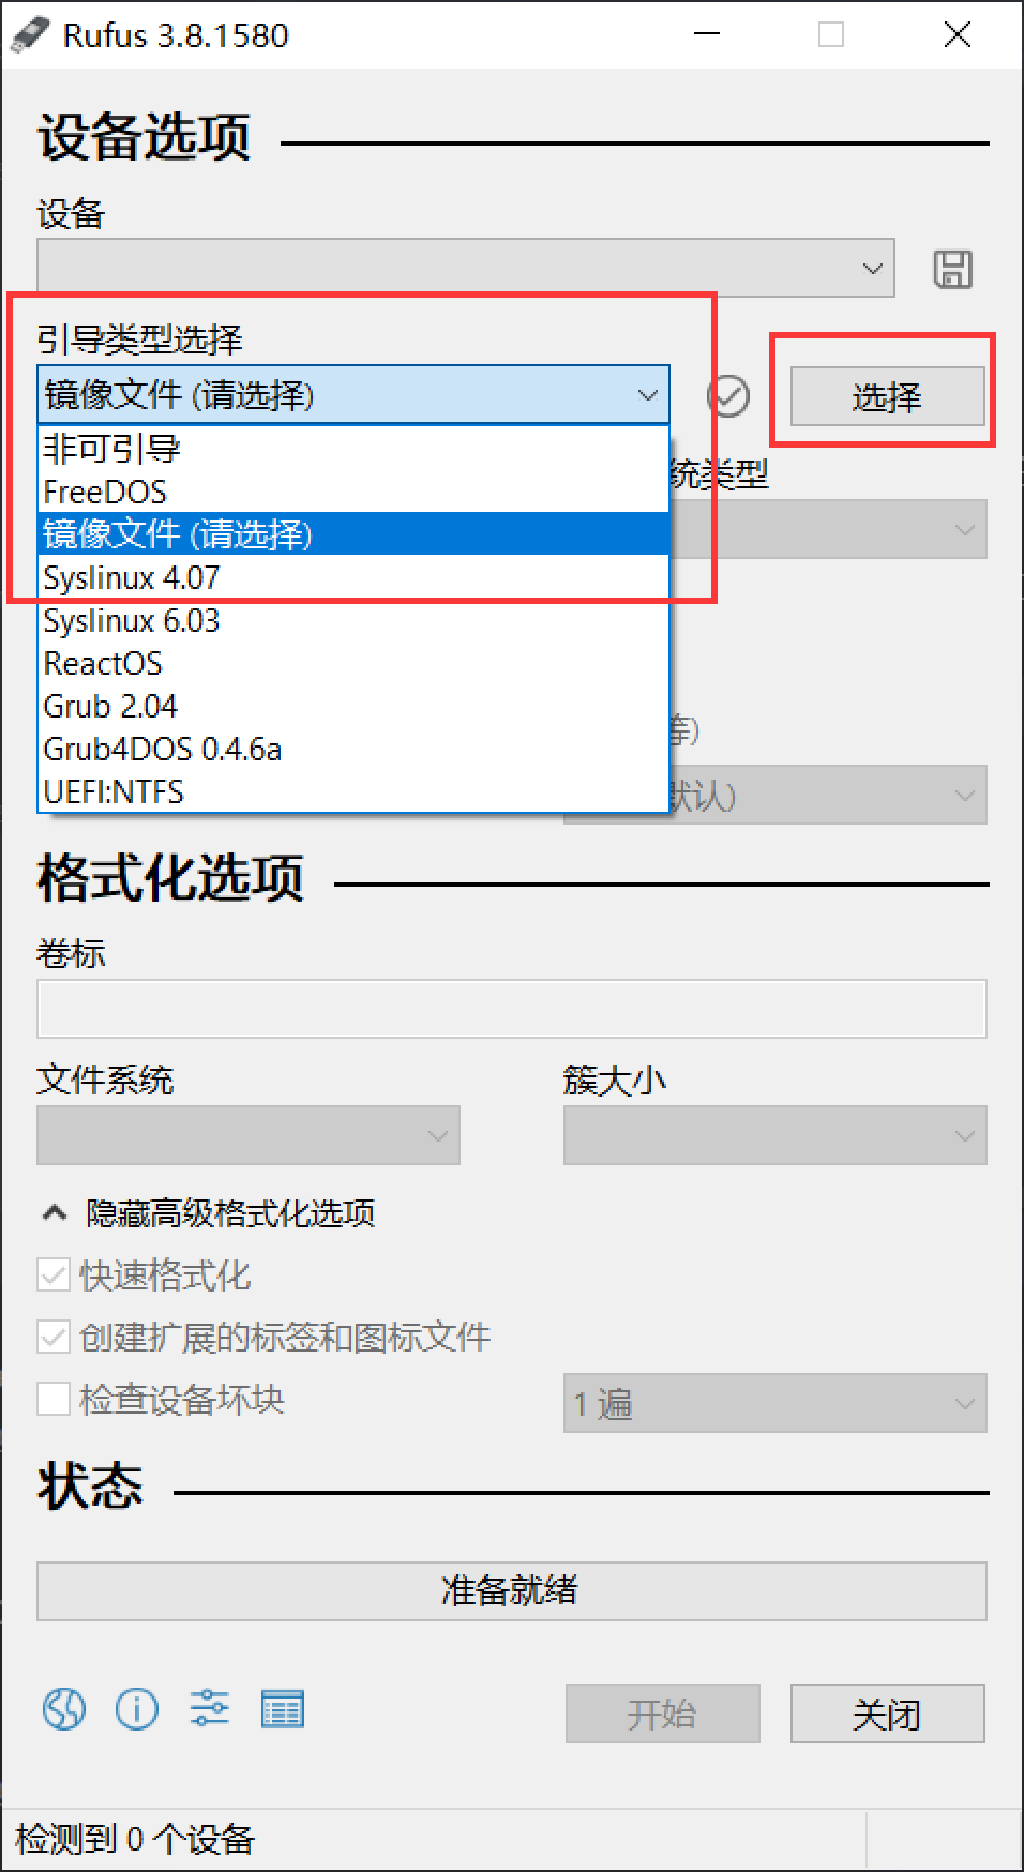 Rufus 3.8.1580
设备选项
设备
引导类型选择
镜像文件 (请选择)
选择
非可引导
FreeDOS
统类型
镜像文件 (请选择)
Syslinux 4.07
Syslinux 6.03
ReactOS
Grub 2.04
Grub4DOS 0.4.6a
UEFI:NTFS
默认)
格式化选项
卷标
文件系统 簇大小
隐藏高级格式化选项
快速格式化
创建扩展的标签和图标文件
检查设备坏块 1 遍
状态
准备就绪
开始 关闭
检测到 0 个设备